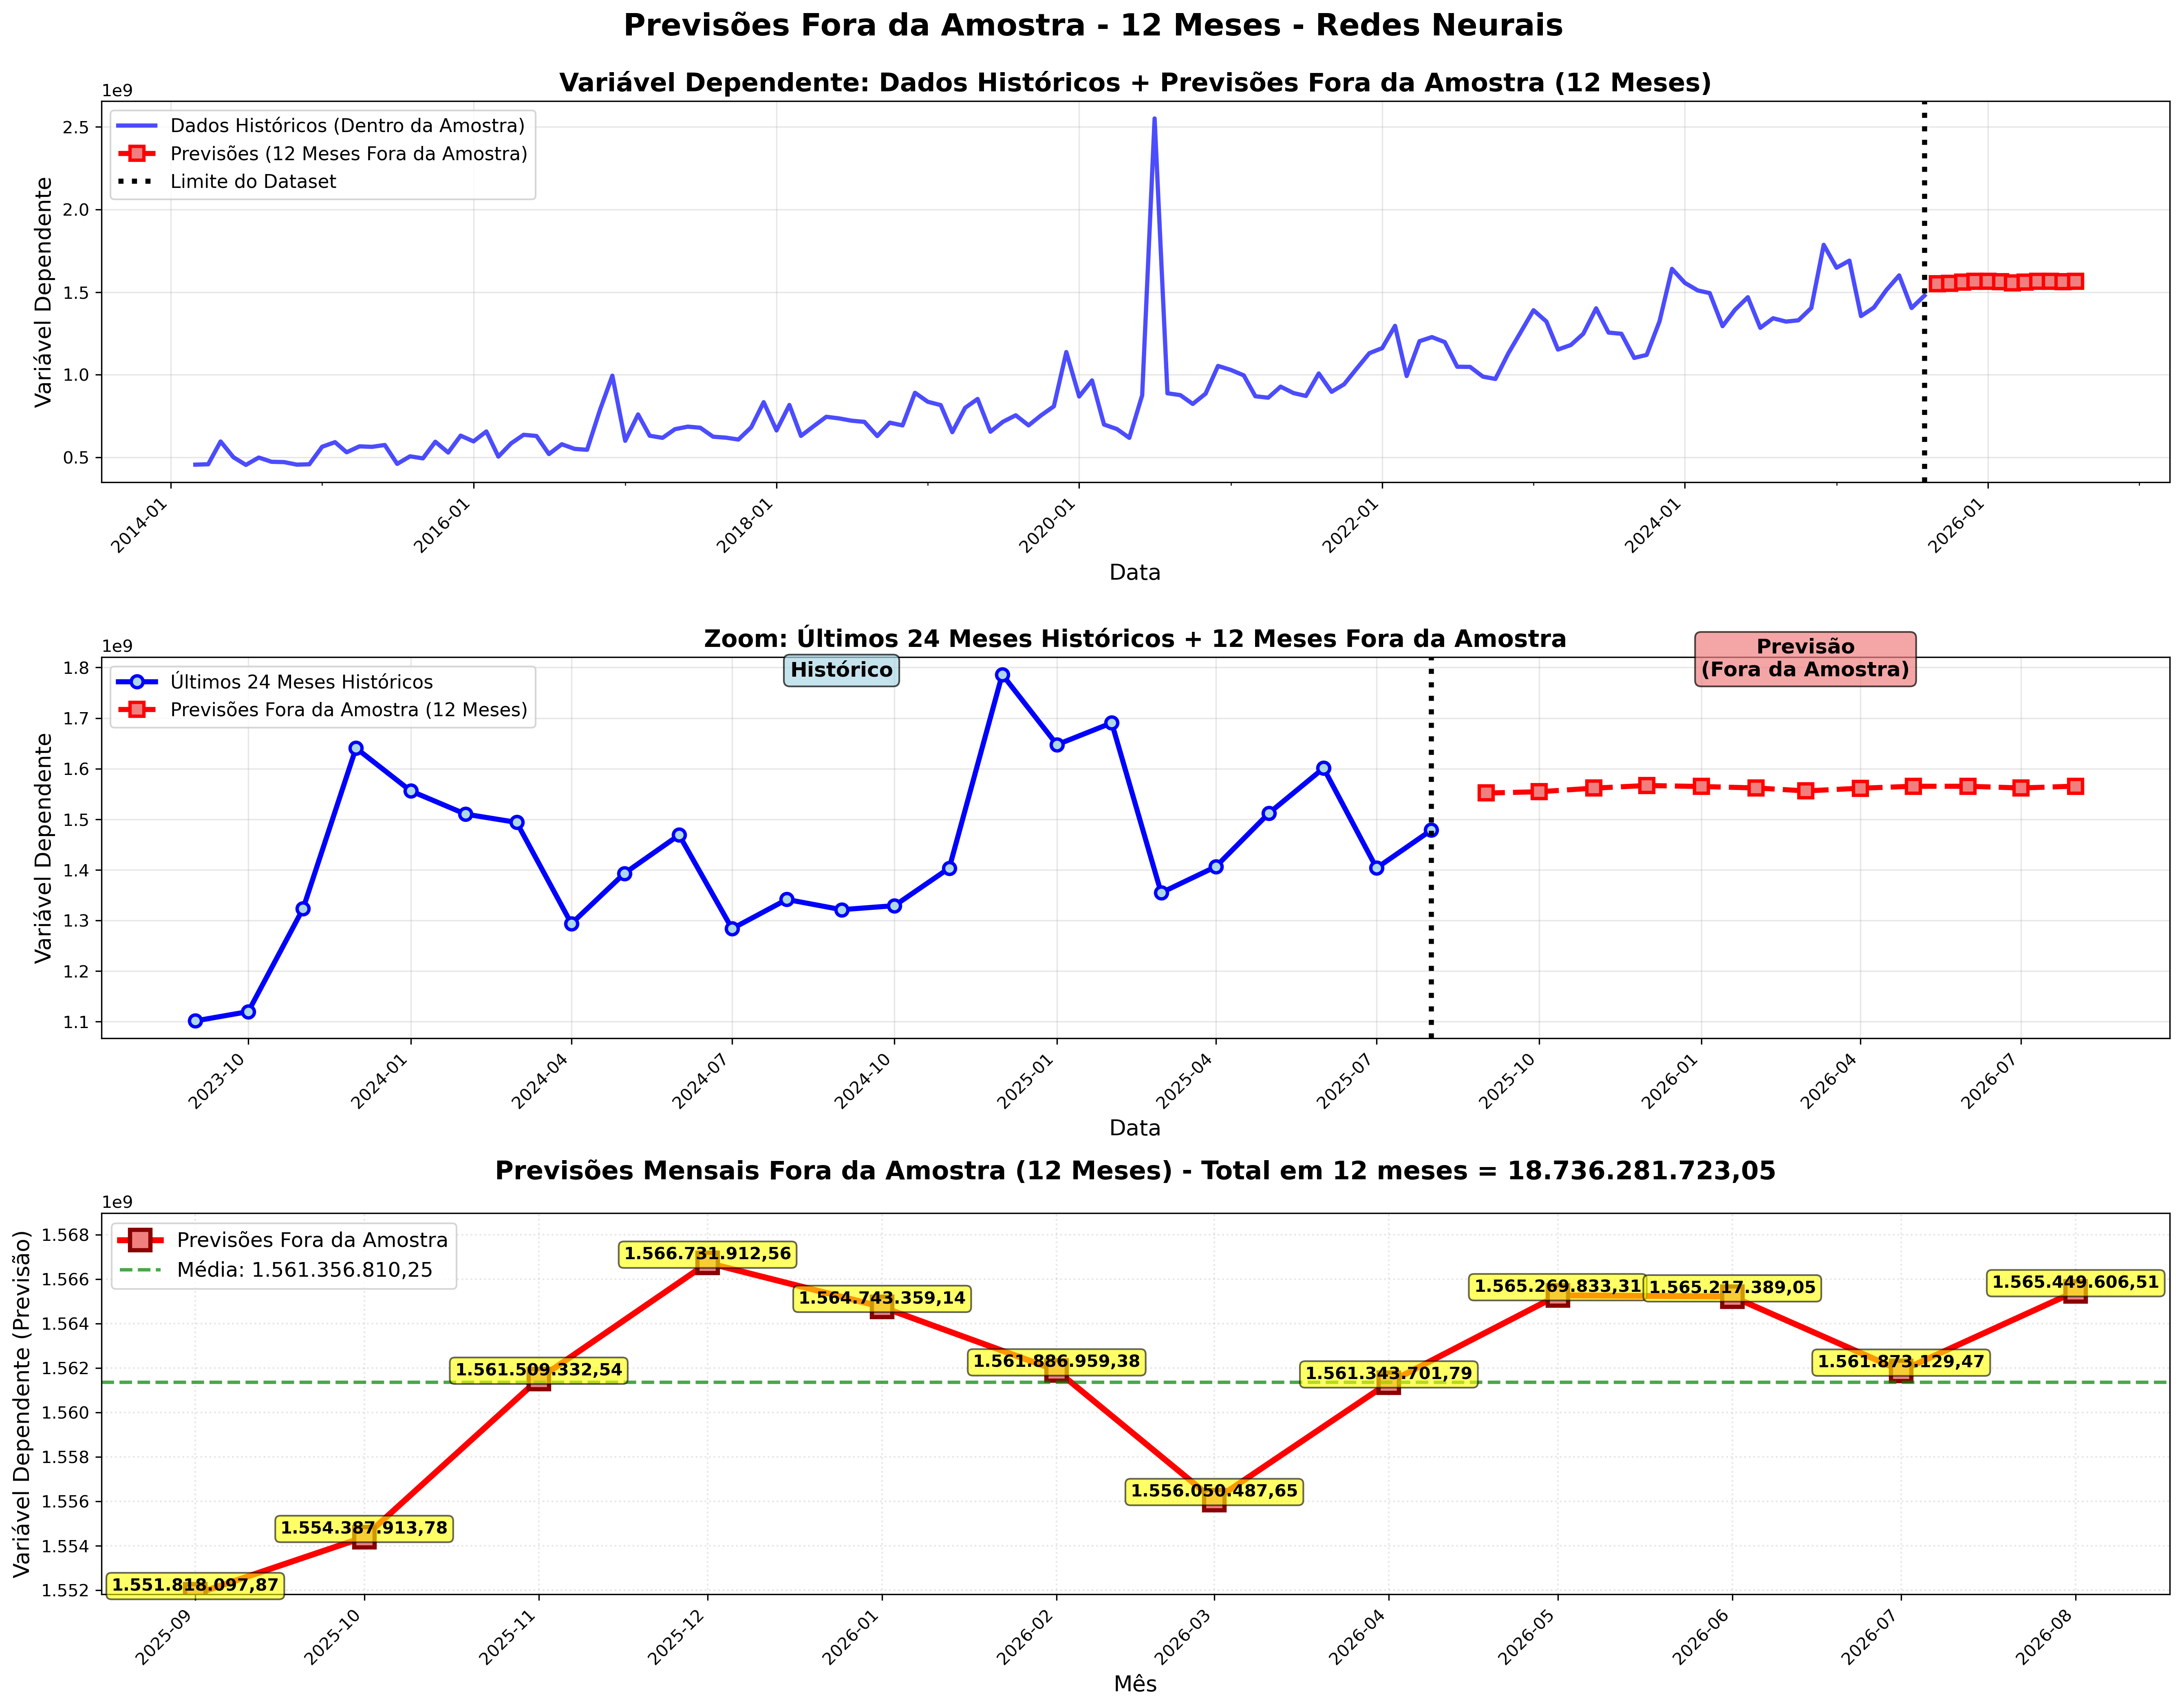 Previsões Fora da Amostra - 12 Meses - Redes Neurais
Variável Dependente: Dados Históricos + Previsões Fora da Amostra (12 Meses)
1e9
Dados Históricos (Dentro da Amostra)
Previsões (12 Meses Fora da Amostra)
Limite do Dataset
Variável Dependente
2.5
2.0
1.5
1.0
0.5
2014-01
2016-01
2018-01
2020-01
2022-01
2024-01
2026-01
Data
Zoom: Últimos 24 Meses Históricos + 12 Meses Fora da Amostra
1e9
Últimos 24 Meses Históricos
Previsões Fora da Amostra (12 Meses)
Histórico
Previsão
(Fora da Amostra)
Variável Dependente
1.8
1.7
1.6
1.5
1.4
1.3
1.2
1.1
2023-10
2024-01
2024-04
2024-07
2024-10
2025-01
2025-04
2025-07
2025-10
2026-01
2026-04
2026-07
Data
Previsões Mensais Fora da Amostra (12 Meses) - Total em 12 meses = 18.736.281.723,05
1e9
Previsões Fora da Amostra
Média: 1.561.356.810,25
Variável Dependente (Previsão)
1.568
1.566
1.564
1.562
1.560
1.558
1.556
1.554
1.552
1.551.818.097,87
1.554.387.913,78
1.561.509.332,54
1.566.731.912,56
1.564.743.359,14
1.561.886.959,38
1.556.050.487,65
1.561.343.701,79
1.565.269.833,31
1.565.217.389,05
1.561.873.129,47
1.565.449.606,51
2025-09
2025-10
2025-11
2025-12
2026-01
2026-02
2026-03
2026-04
2026-05
2026-06
2026-07
2026-08
Mês